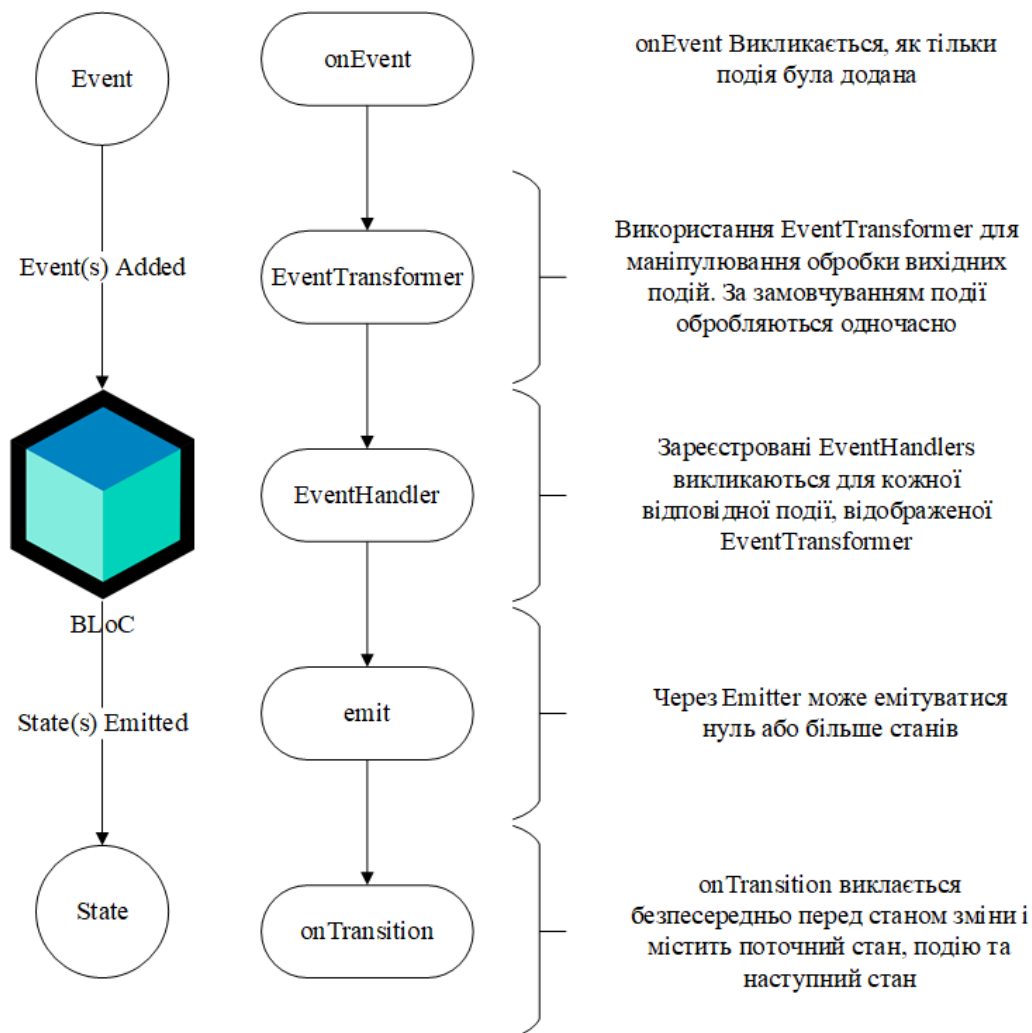 Event
Event(s) Added
BLoC
State(s) Emitted
State
onEvent
EventTransformer
EventHandler
emit
onTransition
onEvent Викликається, як тільки
подія була додана
Використання EventTransformer для
маніпулювання обробки вихідних
подій. За замовчуванням події
обробляються одночасно
Зареєстровані EventHandlers
викликаються для кожної
відповідної події, відображеної
EventTransformer
Через Emitter може емітуватися
нуль або більше станів
onTransition виклається
безпесередньо перед станом зміни і
містить поточний стан, подію та
наступний стан